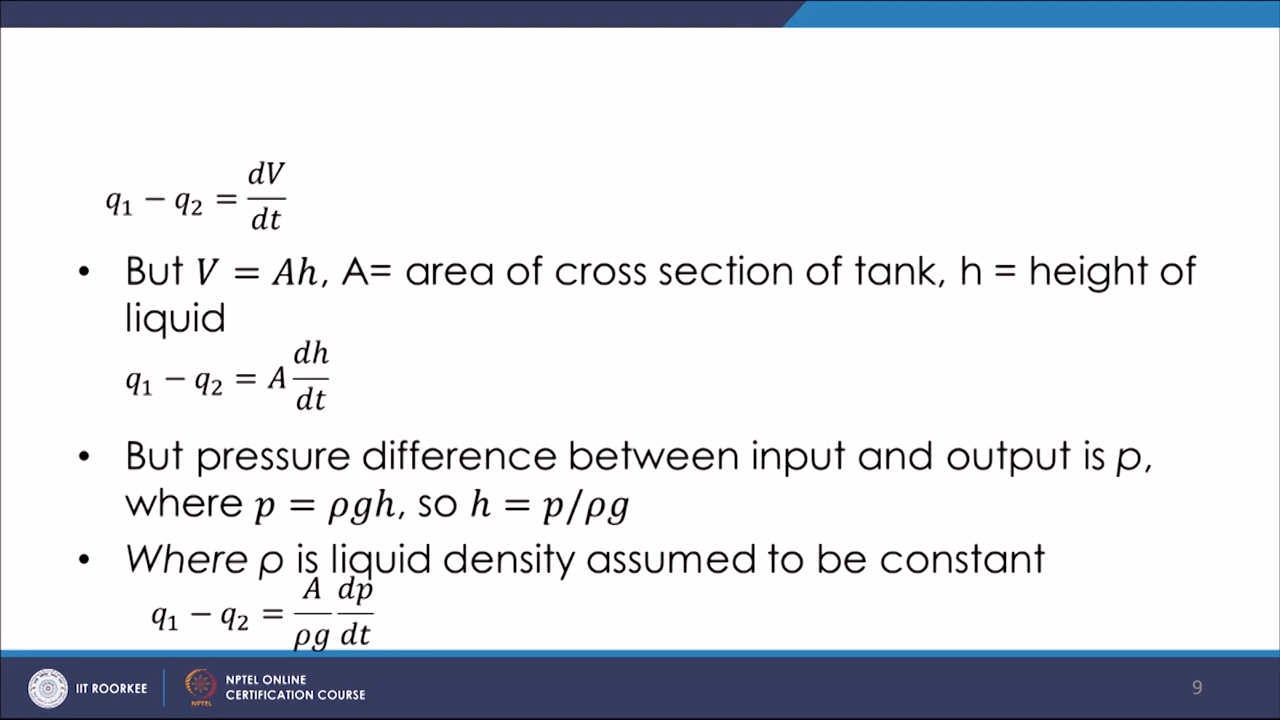 q₁ − q₂ = dV/dt
• But V = Ah, A= area of cross section of tank, h = height of
liquid
q₁ − q₂ = A dh/dt
• But pressure difference between input and output is p,
where p = ρgh, so h = p/ρg
• Where ρ is liquid density assumed to be constant
q₁ − q₂ = A/ρg dp/dt
IIT ROORKEE
NPTEL
NPTEL ONLINE
CERTIFICATION COURSE
9